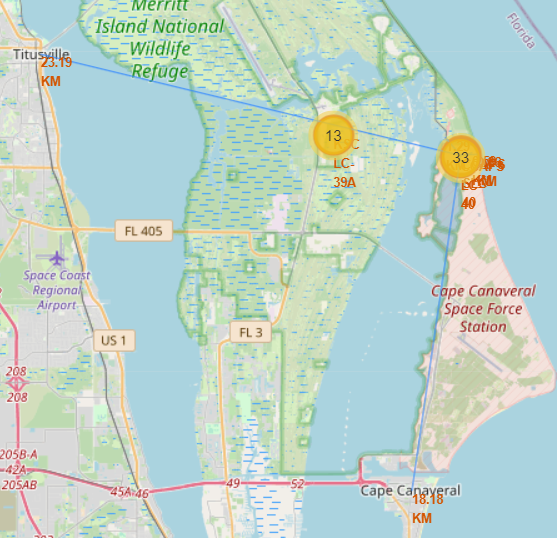 Merritt
Island National
Wildlife
Refuge
Florida
Titusville
23.19
KM
13
33
LC-
39A
LC-
40
FL 405
Space Coast
Regional
Airport
Cape Canaveral
Space Force
Station
US 1
FL 3
208
208
205B-A
42A
205AB
45A
46
49
52
Cape Canaveral
18.18
KM